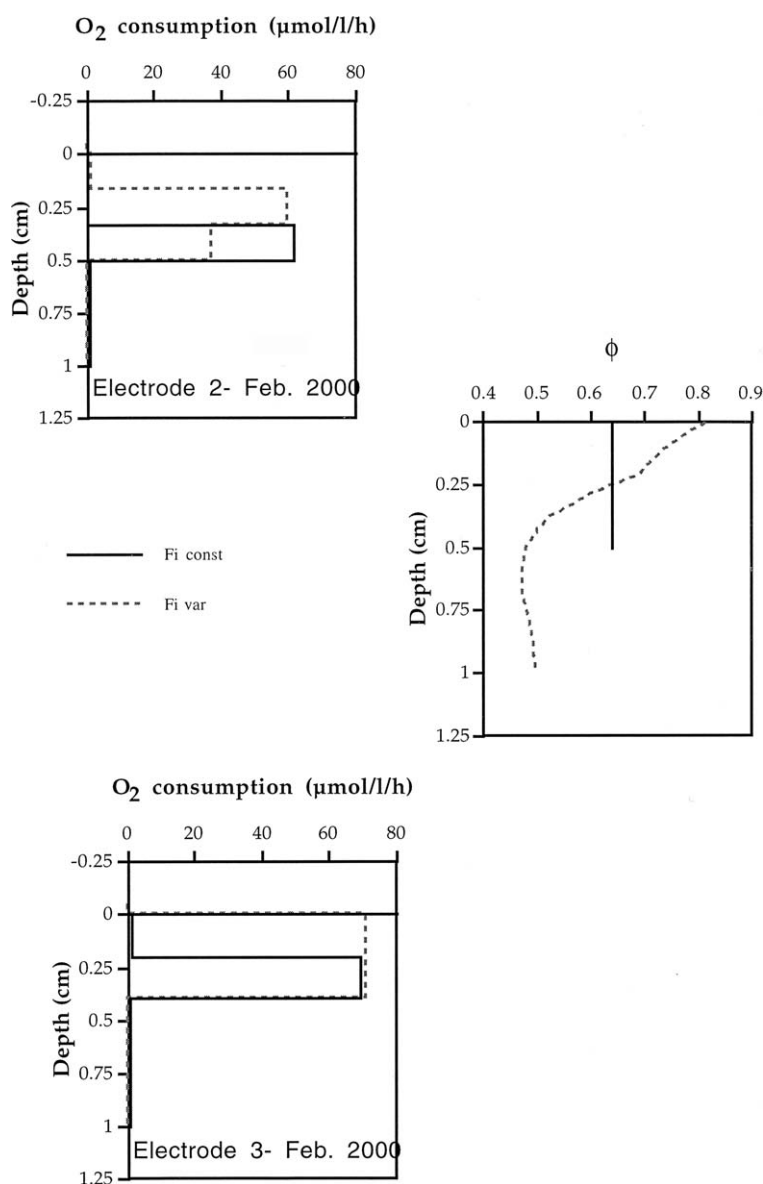 O2 consumption (µmol/l/h)
0 20 40 60 80
-0.25
0
0.25
0.5
0.75
1
1.25
Depth (cm)
Electrode 2- Feb. 2000
Fi const
Fi var
ϕ
0.4 0.5 0.6 0.7 0.8 0.9
0
0.25
0.5
0.75
1
1.25
Depth (cm)
O2 consumption (µmol/l/h)
0 20 40 60 80
-0.25
0
0.25
0.5
0.75
1
1.25
Depth (cm)
Electrode 3- Feb. 2000